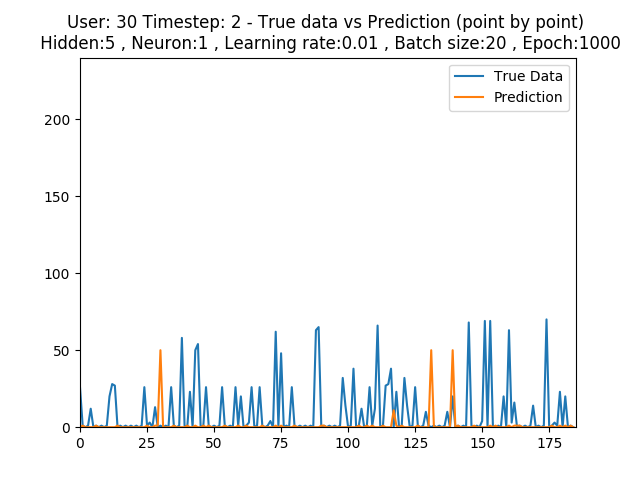 User: 30 Timestep: 2 - True data vs Prediction (point by point)
Hidden:5 , Neuron:1 , Learning rate:0.01 , Batch size:20 , Epoch:1000
True Data
Prediction
200
150
100
50
0
0 25 50 75 100 125 150 175